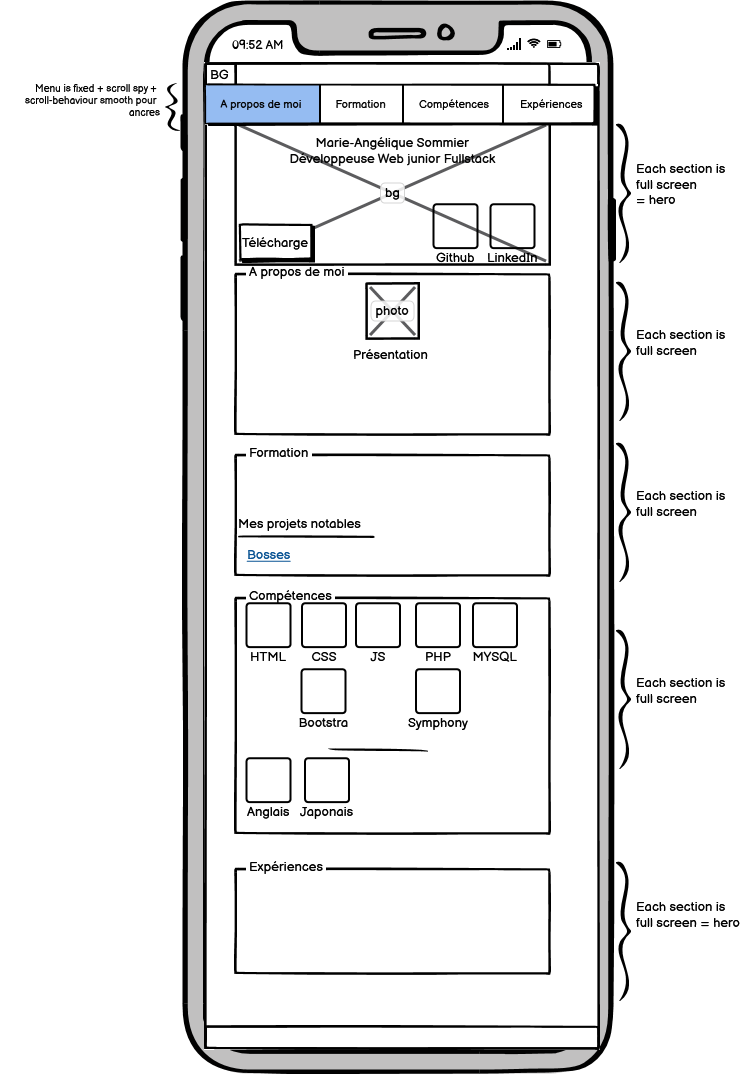 09:52 AM
BG
Menu is fixed + scroll spy +
scroll-behaviour smooth pour
ancres
A propos de moi
Formation
Compétences
Expériences
Marie-Angélique Sommier
Développeuse Web junior Fullstack
bg
Télécharge
Github
LinkedIn
Each section is
full screen
= hero
A propos de moi
photo
Présentation
Each section is
full screen
Formation
Mes projets notables
Bosses
Each section is
full screen
Compétences
HTML
CSS
JS
PHP
MYSQL
Bootstra
Symphony
Anglais
Japonais
Each section is
full screen
Expériences
Each section is
full screen = hero